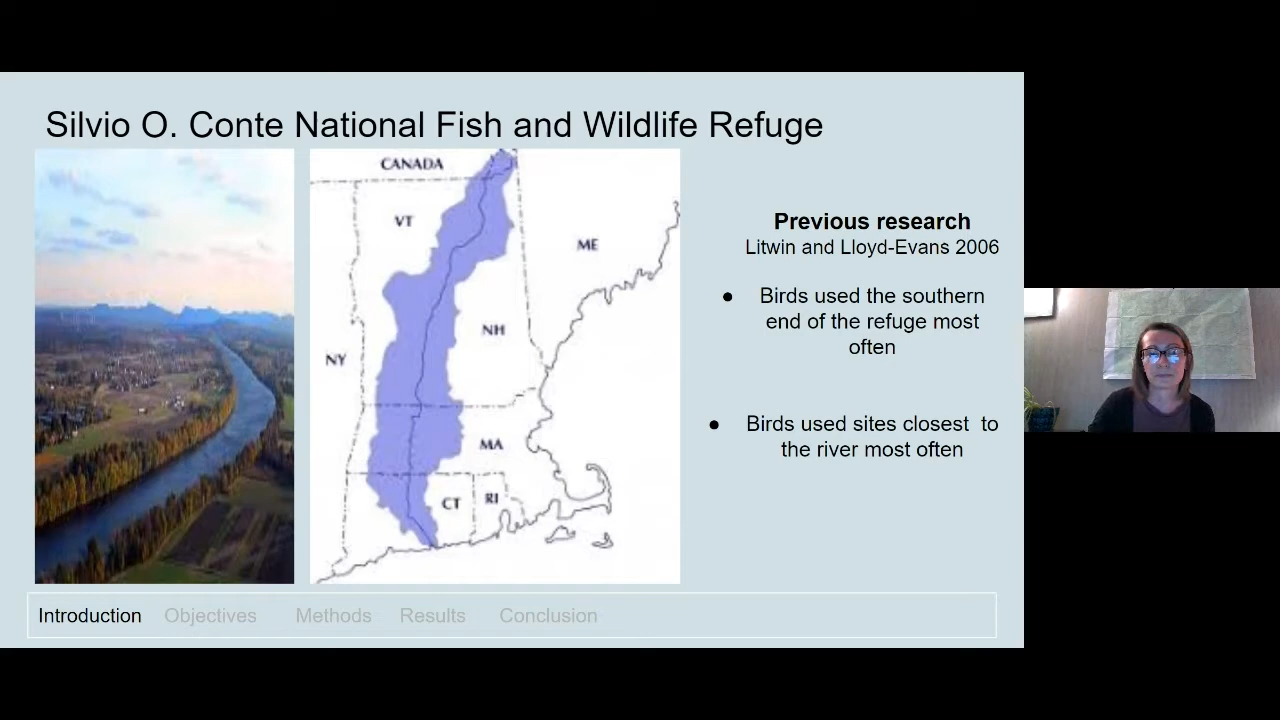 Silvio O. Conte National Fish and Wildlife Refuge
CANADA
VT
ME
NH
NY
MA
CT
RI
Previous research
Litwin and Lloyd-Evans 2006
● Birds used the southern
end of the refuge most
often
● Birds used sites closest to
the river most often
Introduction Objectives Methods Results Conclusion